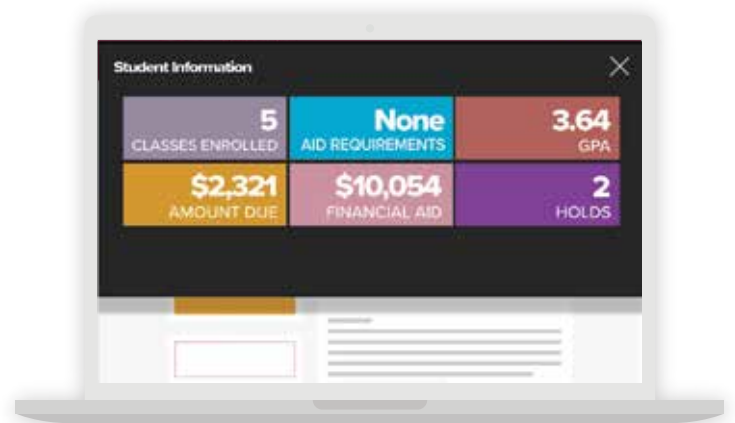 Student Information
5
CLASSES ENROLLED
None
AID REQUIREMENTS
3.64
GPA
$2,321
AMOUNT DUE
$10,054
FINANCIAL AID
2
HOLDS